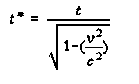 t* = t / √(1-(v²/c²))